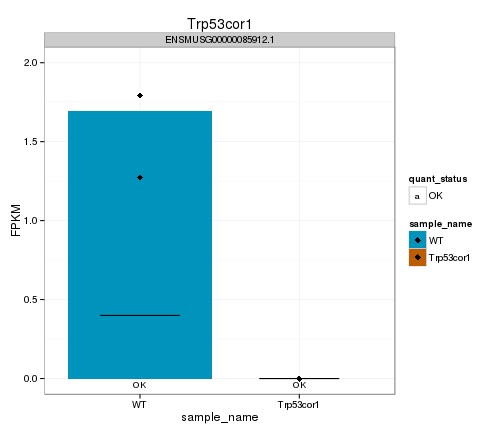 Trp53cor1
ENSMUSG00000085912.1
2.0
1.5
1.0
0.5
0.0
FPKM
OK
OK
WT
Trp53cor1
sample_name
quant_status
a OK
sample_name
WT
Trp53cor1